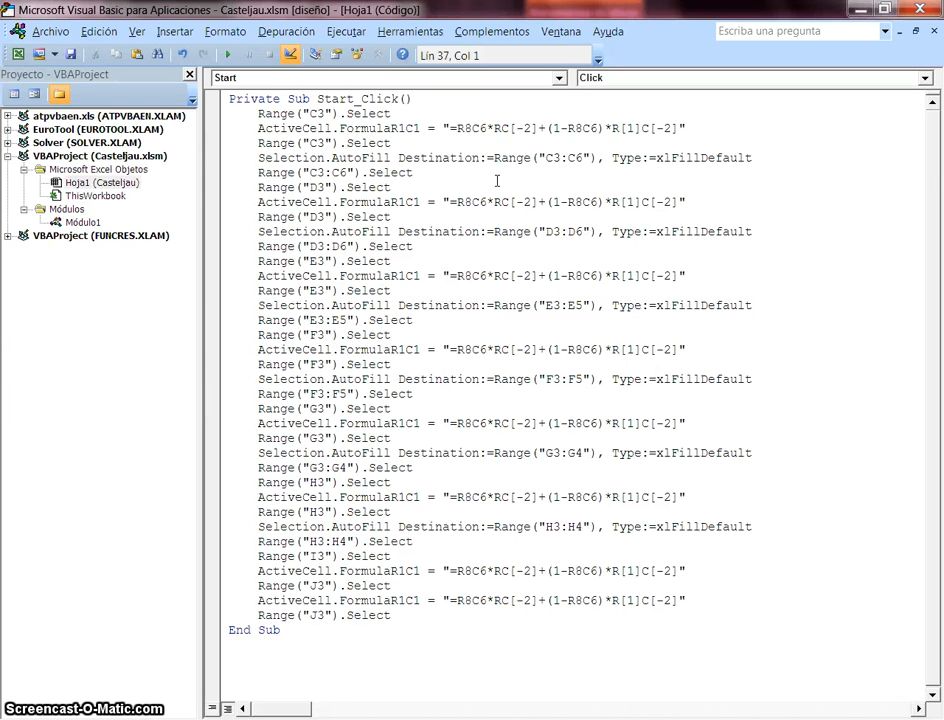 Microsoft Visual Basic para Aplicaciones - Casteljau.xlsm [diseño] - [Hoja1 (Código)]
Archivo Edición Ver Insertar Formato Depuración Ejecutar Herramientas Complementos Ventana Ayuda Escriba una pregunta
Lín 37, Col 1
Proyecto - VBAProject
Start Click
atpvbaen.xls (ATPVBAEN.XLAM)
EuroTool (EUROTOOL.XLAM)
Solver (SOLVER.XLAM)
VBAProject (Casteljau.xlsm)
Microsoft Excel Objetos
Hoja1 (Casteljau)
ThisWorkbook
Módulos
Módulo1
VBAProject (FUNCRES.XLAM)
Private Sub Start_Click()
Range("C3").Select
ActiveCell.FormulaR1C1 = "=R8C6*RC[-2]+(1-R8C6)*R[1]C[-2]"
Range("C3").Select
Selection.AutoFill Destination:=Range("C3:C6"), Type:=xlFillDefault
Range("C3:C6").Select
Range("D3").Select
ActiveCell.FormulaR1C1 = "=R8C6*RC[-2]+(1-R8C6)*R[1]C[-2]"
Range("D3").Select
Selection.AutoFill Destination:=Range("D3:D6"), Type:=xlFillDefault
Range("D3:D6").Select
Range("E3").Select
ActiveCell.FormulaR1C1 = "=R8C6*RC[-2]+(1-R8C6)*R[1]C[-2]"
Range("E3").Select
Selection.AutoFill Destination:=Range("E3:E5"), Type:=xlFillDefault
Range("E3:E5").Select
Range("F3").Select
ActiveCell.FormulaR1C1 = "=R8C6*RC[-2]+(1-R8C6)*R[1]C[-2]"
Range("F3").Select
Selection.AutoFill Destination:=Range("F3:F5"), Type:=xlFillDefault
Range("F3:F5").Select
Range("G3").Select
ActiveCell.FormulaR1C1 = "=R8C6*RC[-2]+(1-R8C6)*R[1]C[-2]"
Range("G3").Select
Selection.AutoFill Destination:=Range("G3:G4"), Type:=xlFillDefault
Range("G3:G4").Select
Range("H3").Select
ActiveCell.FormulaR1C1 = "=R8C6*RC[-2]+(1-R8C6)*R[1]C[-2]"
Range("H3").Select
Selection.AutoFill Destination:=Range("H3:H4"), Type:=xlFillDefault
Range("H3:H4").Select
Range("I3").Select
ActiveCell.FormulaR1C1 = "=R8C6*RC[-2]+(1-R8C6)*R[1]C[-2]"
Range("J3").Select
ActiveCell.FormulaR1C1 = "=R8C6*RC[-2]+(1-R8C6)*R[1]C[-2]"
Range("J3").Select
End Sub
Screencast-O-Matic.com